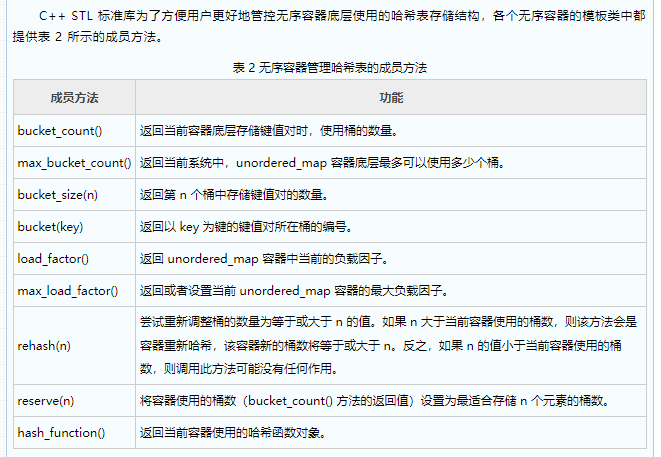 C++ STL 标准库为了方便用户更好地管控无序容器底层使用的哈希表存储结构，各个无序容器的模板类中都
提供表 2 所示的成员方法。
表 2 无序容器管理哈希表的成员方法
成员方法 功能
bucket_count() 返回当前容器底层存储键值对时，使用桶的数量。
max_bucket_count() 返回当前系统中，unordered_map 容器底层最多可以使用多少个桶。
bucket_size(n) 返回第 n 个桶中存储键值对的数量。
bucket(key) 返回以 key 为键的键值对所在桶的编号。
load_factor() 返回 unordered_map 容器中当前的负载因子。
max_load_factor() 返回或者设置当前 unordered_map 容器的最大负载因子。
尝试重新调整桶的数量为等于或大于 n 的值。如果 n 大于当前容器使用的桶数，则该方法会是
rehash(n) 容器重新哈希，该容器新的桶数将等于或大于 n。反之，如果 n 的值小于当前容器使用的桶
数，则调用此方法可能没有任何作用。
reserve(n) 将容器使用的桶数（bucket_count() 方法的返回值）设置为最适合存储 n 个元素的桶数。
hash_function() 返回当前容器使用的哈希函数对象。